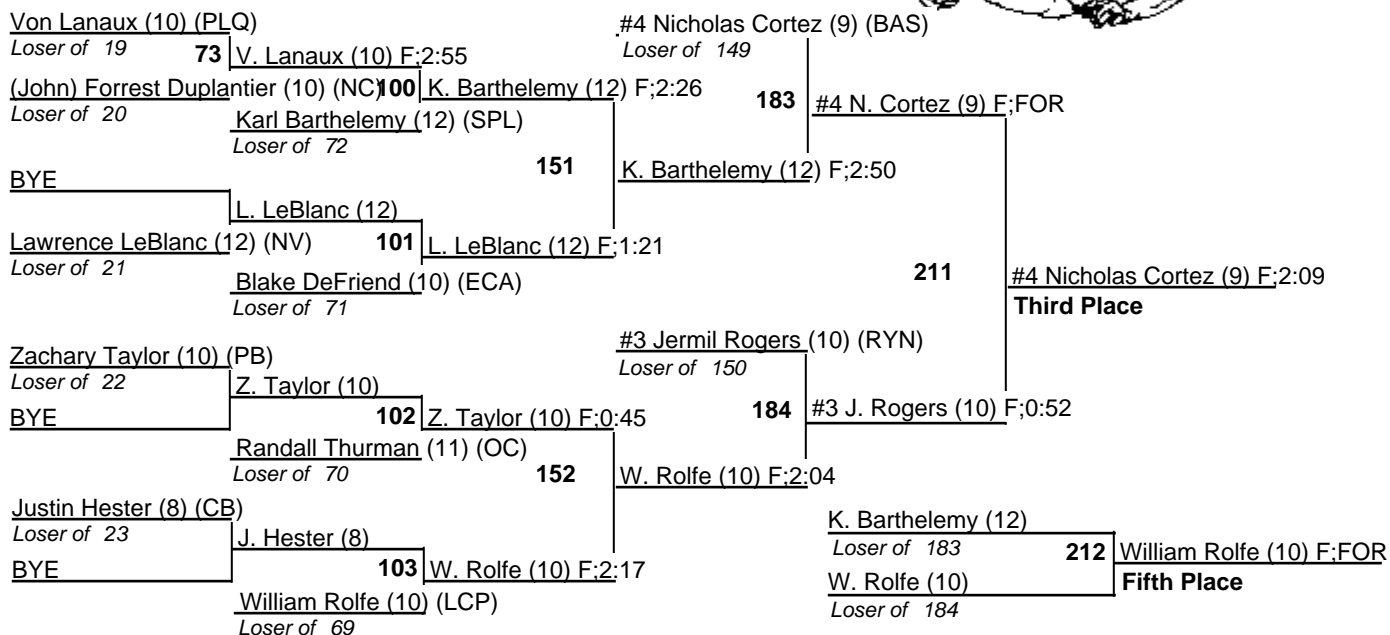 Von Lanaux (10) (PLQ)
Loser of 19
73
V. Lanaux (10) F;2:55
(John) Forrest Duplantier (10) (NC)
Loser of 20
100
K. Barthelemy (12) F;2:26
Karl Barthelemy (12) (SPL)
Loser of 72
BYE
L. LeBlanc (12)
Lawrence LeBlanc (12) (NV)
Loser of 21
101
L. LeBlanc (12) F;1:21
Blake DeFriend (10) (ECA)
Loser of 71
151
K. Barthelemy (12) F;2:50
#4 Nicholas Cortez (9) (BAS)
Loser of 149
183
#4 N. Cortez (9) F;FOR
Zachary Taylor (10) (PB)
Loser of 22
Z. Taylor (10)
BYE
102
Z. Taylor (10) F;0:45
Randall Thurman (11) (OC)
Loser of 70
Justin Hester (8) (CB)
Loser of 23
J. Hester (8)
BYE
103
W. Rolfe (10) F;2:17
William Rolfe (10) (LCP)
Loser of 69
152
W. Rolfe (10) F;2:04
#3 Jermil Rogers (10) (RYN)
Loser of 150
184
#3 J. Rogers (10) F;0:52
211
#4 Nicholas Cortez (9) F;2:09
Third Place
K. Barthelemy (12)
Loser of 183
W. Rolfe (10)
Loser of 184
212
William Rolfe (10) F;FOR
Fifth Place